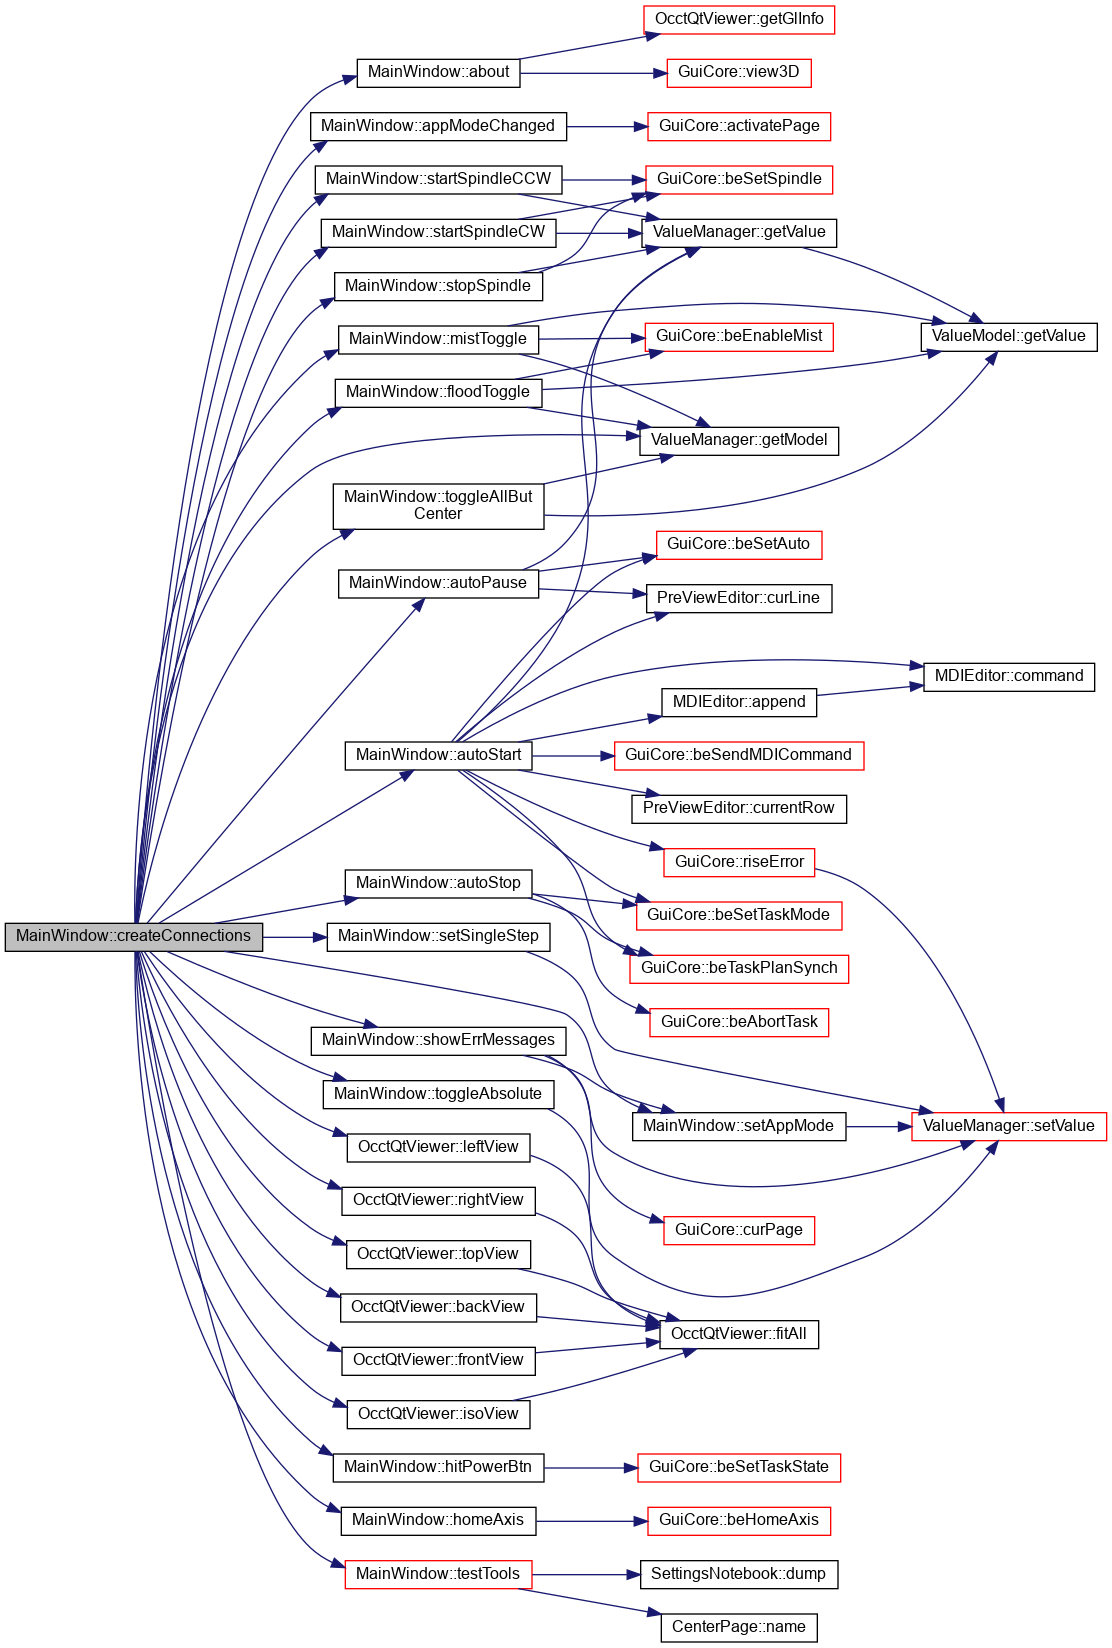 OcctQtViewer::getGlInfo
MainWindow::about
GuiCore::view3D
MainWindow::appModeChanged
GuiCore::activatePage
MainWindow::startSpindleCCW
GuiCore::beSetSpindle
MainWindow::startSpindleCW
ValueManager::getValue
MainWindow::stopSpindle
MainWindow::mistToggle
GuiCore::beEnableMist
ValueModel::getValue
MainWindow::floodToggle
ValueManager::getModel
MainWindow::toggleAllBut
Center
GuiCore::beSetAuto
MainWindow::autoPause
PreViewEditor::curLine
MDIEditor::command
MDIEditor::append
MainWindow::autoStart
GuiCore::beSendMDICommand
PreViewEditor::currentRow
GuiCore::riseError
MainWindow::autoStop
GuiCore::beSetTaskMode
MainWindow::createConnections
MainWindow::setSingleStep
GuiCore::beTaskPlanSynch
GuiCore::beAbortTask
MainWindow::showErrMessages
MainWindow::toggleAbsolute
MainWindow::setAppMode
ValueManager::setValue
OcctQtViewer::leftView
OcctQtViewer::rightView
GuiCore::curPage
OcctQtViewer::topView
OcctQtViewer::backView
OcctQtViewer::fitAll
OcctQtViewer::frontView
OcctQtViewer::isoView
MainWindow::hitPowerBtn
GuiCore::beSetTaskState
MainWindow::homeAxis
GuiCore::beHomeAxis
MainWindow::testTools
SettingsNotebook::dump
CenterPage::name